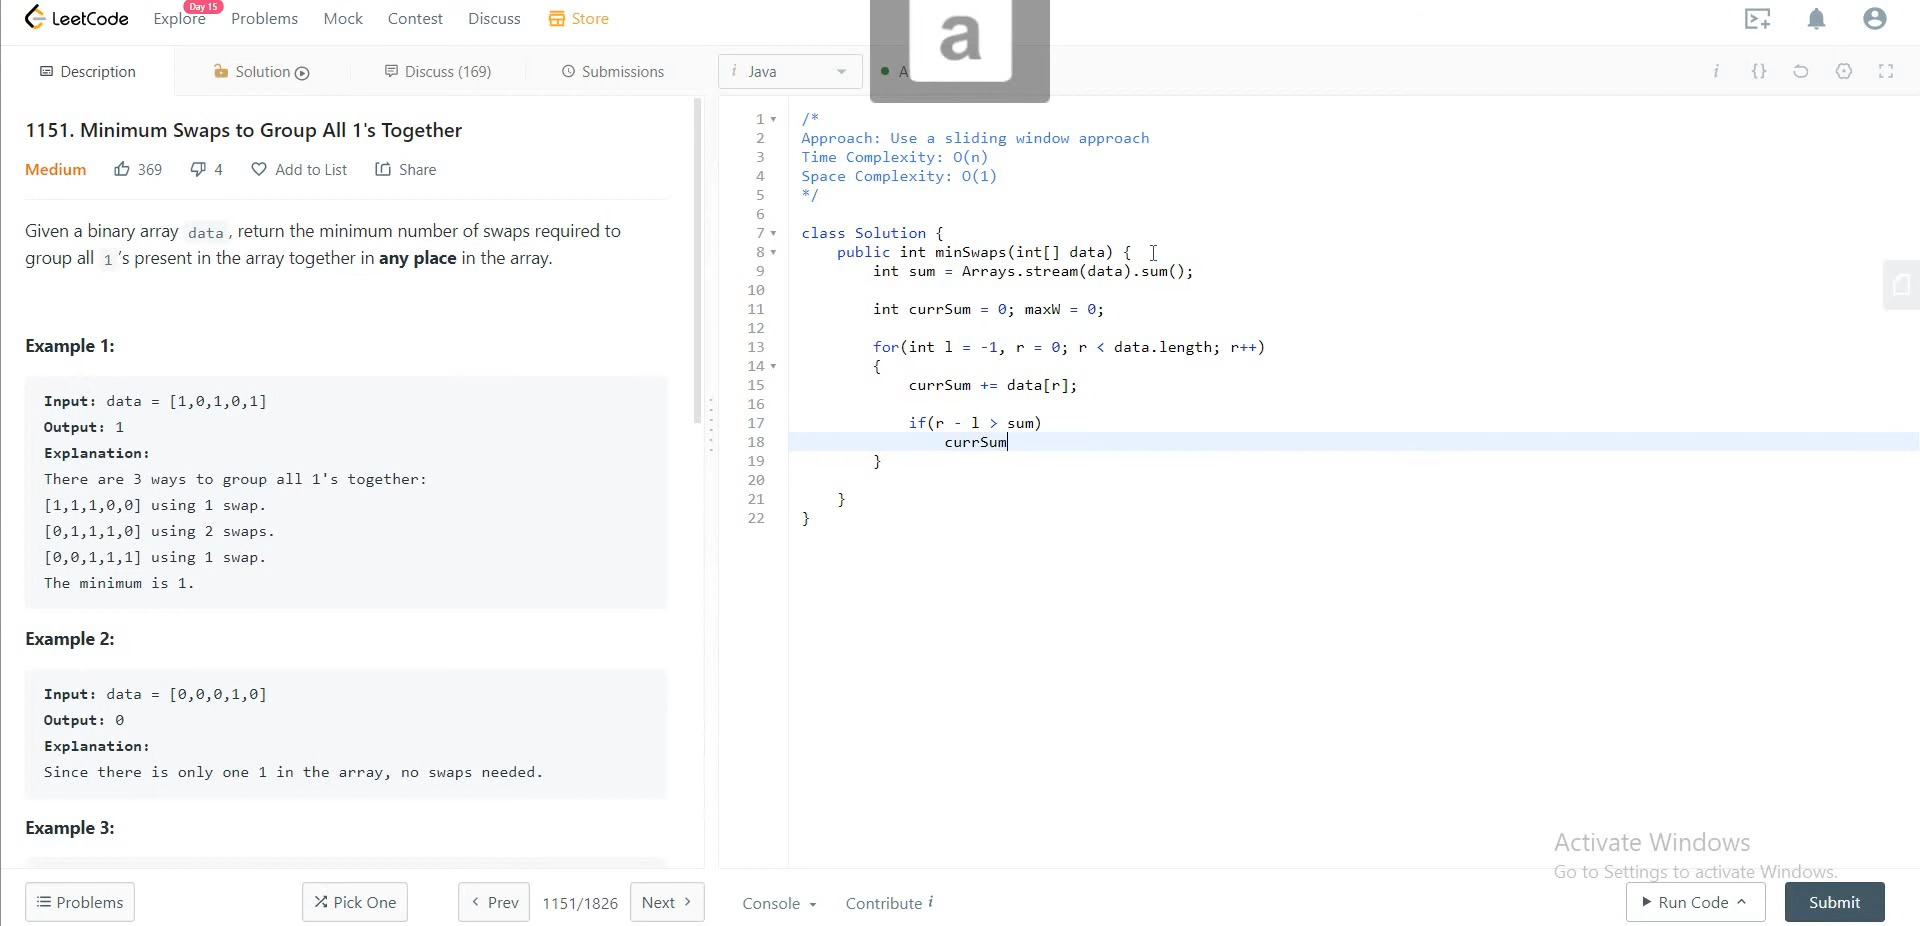 LeetCode Explore Day 15 Problems Mock Contest Discuss Store
a
Description Solution Discuss (169) Submissions
i Java A i {}
1151. Minimum Swaps to Group All 1's Together
Medium 369 4 Add to List Share
Given a binary array data, return the minimum number of swaps required to
group all 1 's present in the array together in any place in the array.
Example 1:
Input: data = [1,0,1,0,1]
Output: 1
Explanation:
There are 3 ways to group all 1's together:
[1,1,1,0,0] using 1 swap.
[0,1,1,1,0] using 2 swaps.
[0,0,1,1,1] using 1 swap.
The minimum is 1.
Example 2:
Input: data = [0,0,0,1,0]
Output: 0
Explanation:
Since there is only one 1 in the array, no swaps needed.
Example 3:
1 /*
2 Approach: Use a sliding window approach
3 Time Complexity: O(n)
4 Space Complexity: O(1)
5 */
6
7 class Solution {
8 public int minSwaps(int[] data) {
9 int sum = Arrays.stream(data).sum();
10
11 int currSum = 0; maxW = 0;
12
13 for(int l = -1, r = 0; r < data.length; r++)
14 {
15 currSum += data[r];
16
17 if(r - l > sum)
18 currSum
19 }
20
21 }
22 }
Activate Windows
Go to Settings to activate Windows.
Problems Pick One < Prev 1151/1826 Next > Console Contribute i Run Code Submit